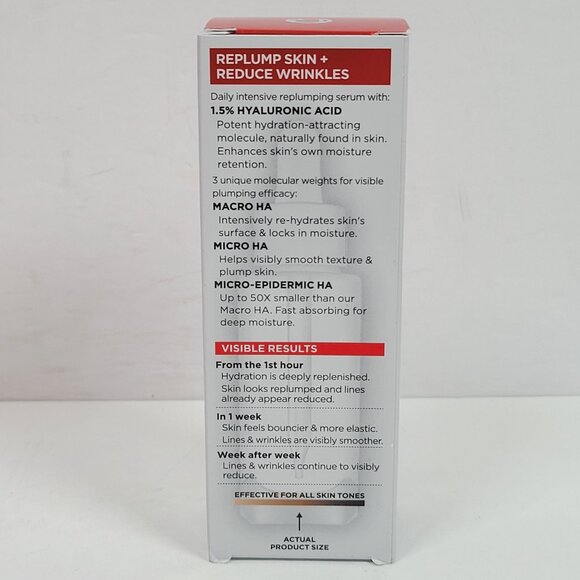 REPLUMP SKIN +
REDUCE WRINKLES
Daily intensive replumping serum with:
1.5% HYALURONIC ACID
Potent hydration-attracting
molecule, naturally found in skin.
Enhances skin's own moisture
retention.
3 unique molecular weights for visible
plumping efficacy:
MACRO HA
Intensively re-hydrates skin's
surface & locks in moisture.
MICRO HA
Helps visibly smooth texture &
plump skin.
MICRO-EPIDERMIC HA
Up to 50X smaller than our
Macro HA. Fast absorbing for
deep moisture.
VISIBLE RESULTS
From the 1st hour
Hydration is deeply replenished.
Skin looks replumped and lines
already appear reduced.
In 1 week
Skin feels bouncier & more elastic.
Lines & wrinkles are visibly smoother.
Week after week
Lines & wrinkles continue to visibly
reduce.
EFFECTIVE FOR ALL SKIN TONES
ACTUAL
PRODUCT SIZE